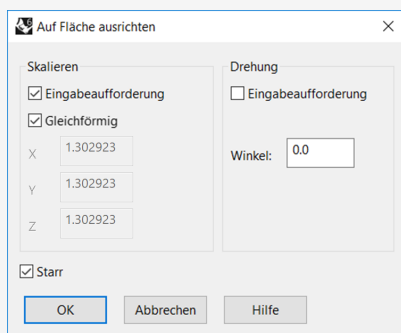 Auf Fläche ausrichten
Skalieren
Eingabeaufforderung
Gleichförmig
X 1.302923
Y 1.302923
Z 1.302923
Drehung
Eingabeaufforderung
Winkel: 0.0
Starr
OK Abbrechen Hilfe